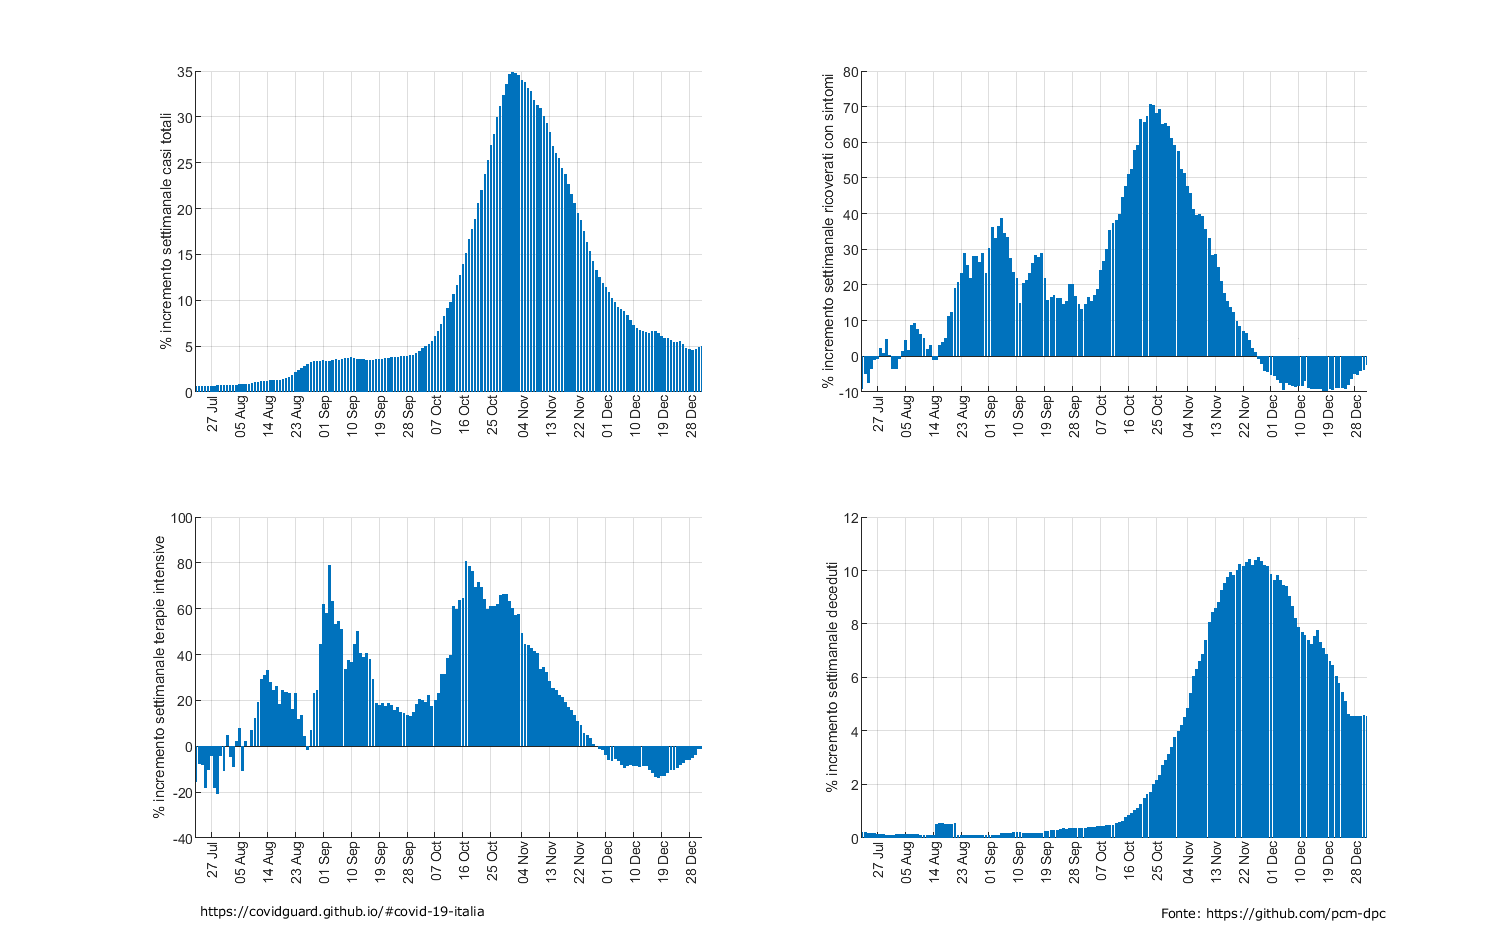 % incremento settimanale casi totali
35
30
25
20
15
10
5
0
27 Jul
05 Aug
14 Aug
23 Aug
01 Sep
10 Sep
19 Sep
28 Sep
07 Oct
16 Oct
25 Oct
04 Nov
13 Nov
22 Nov
01 Dec
10 Dec
19 Dec
28 Dec
% incremento settimanale ricoverati con sintomi
80
70
60
50
40
30
20
10
0
-10
27 Jul
05 Aug
14 Aug
23 Aug
01 Sep
10 Sep
19 Sep
28 Sep
07 Oct
16 Oct
25 Oct
04 Nov
13 Nov
22 Nov
01 Dec
10 Dec
19 Dec
28 Dec
% incremento settimanale terapie intensive
100
80
60
40
20
0
-20
-40
27 Jul
05 Aug
14 Aug
23 Aug
01 Sep
10 Sep
19 Sep
28 Sep
07 Oct
16 Oct
25 Oct
04 Nov
13 Nov
22 Nov
01 Dec
10 Dec
19 Dec
28 Dec
% incremento settimanale deceduti
12
10
8
6
4
2
0
27 Jul
05 Aug
14 Aug
23 Aug
01 Sep
10 Sep
19 Sep
28 Sep
07 Oct
16 Oct
25 Oct
04 Nov
13 Nov
22 Nov
01 Dec
10 Dec
19 Dec
28 Dec
https://covidguard.github.io/#covid-19-italia
Fonte: https://github.com/pcm-dpc